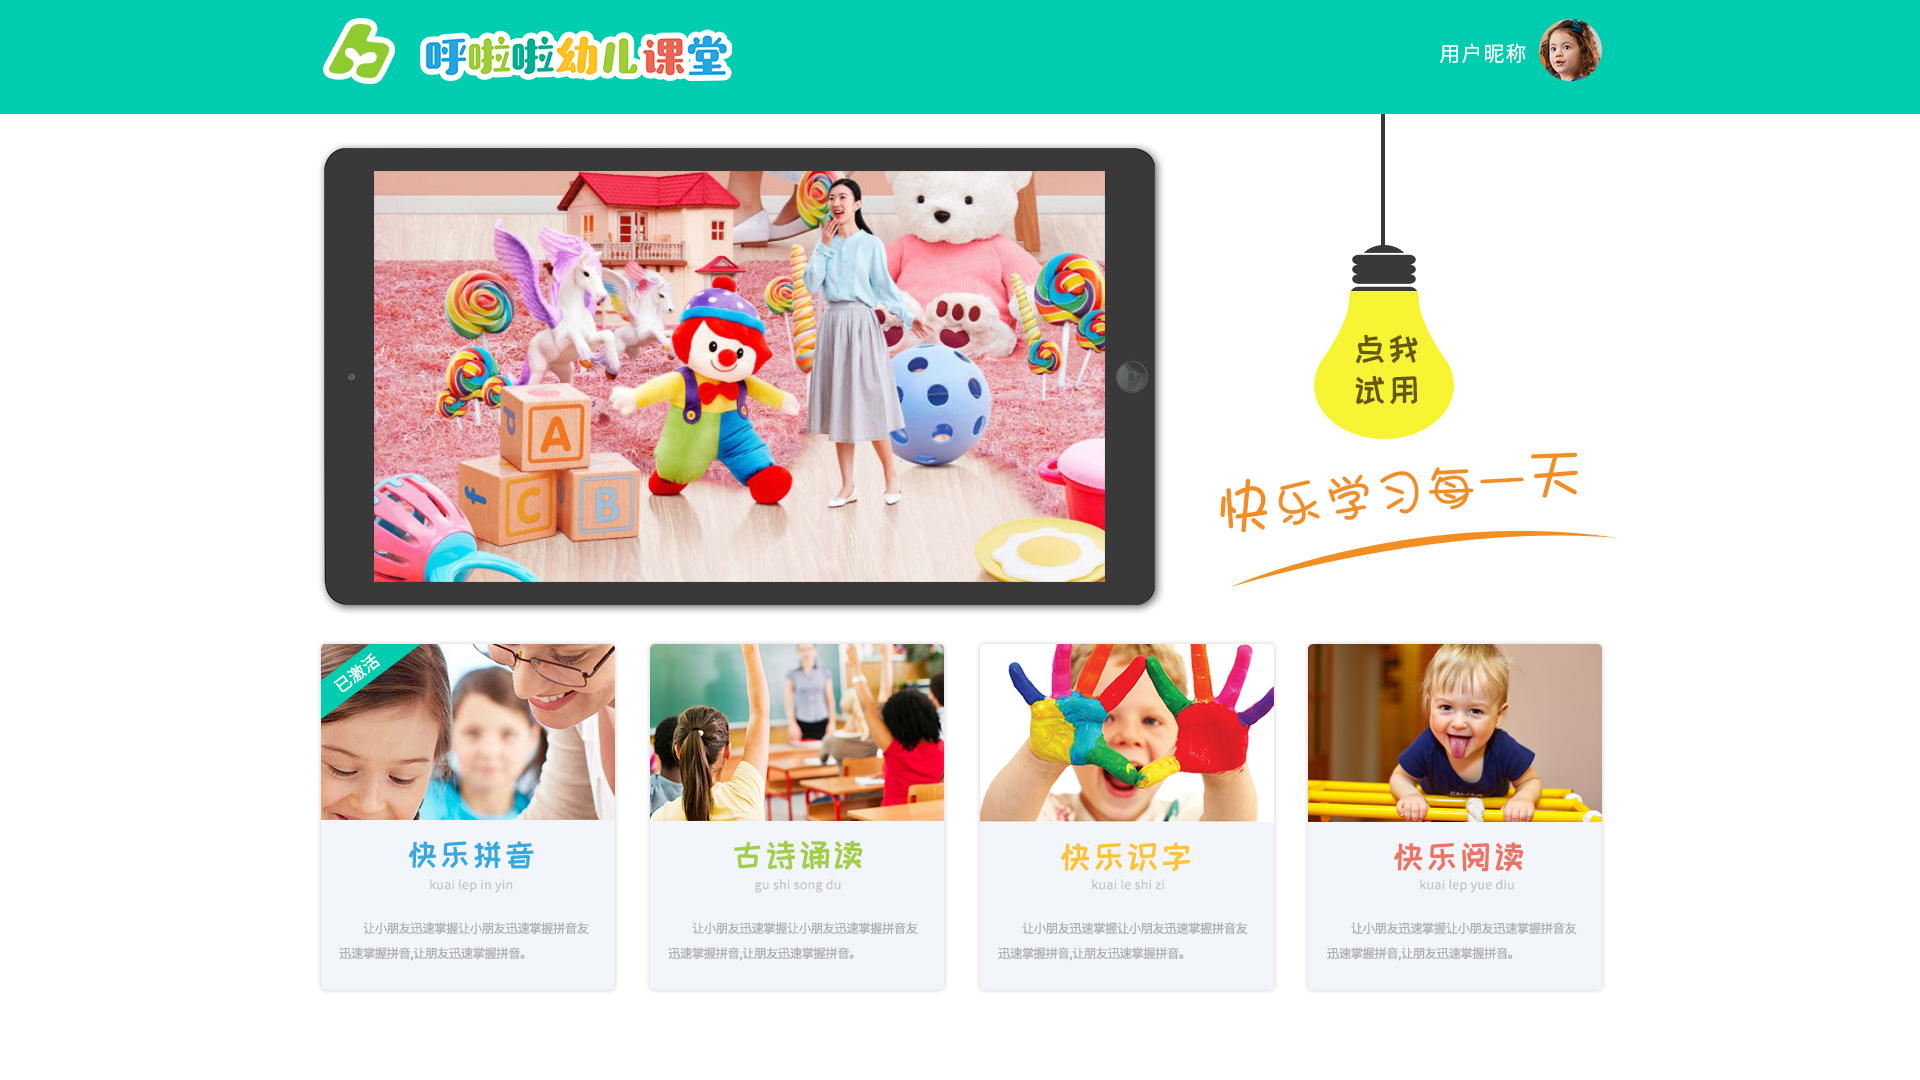 呼啦啦幼儿课堂
用户昵称
点我
试用
快乐学习每一天
A
C
B
已激活
快乐拼音
kuai lep in yin
让小朋友迅速掌握让小朋友迅速掌握拼音友
迅速掌握拼音,让朋友迅速掌握拼音。
古诗诵读
gu shi song du
让小朋友迅速掌握让小朋友迅速掌握拼音友
迅速掌握拼音,让朋友迅速掌握拼音。
快乐识字
kuai le shi zi
让小朋友迅速掌握让小朋友迅速掌握拼音友
迅速掌握拼音,让朋友迅速掌握拼音。
快乐阅读
kuai lep yue diu
让小朋友迅速掌握让小朋友迅速掌握拼音友
迅速掌握拼音,让朋友迅速掌握拼音。